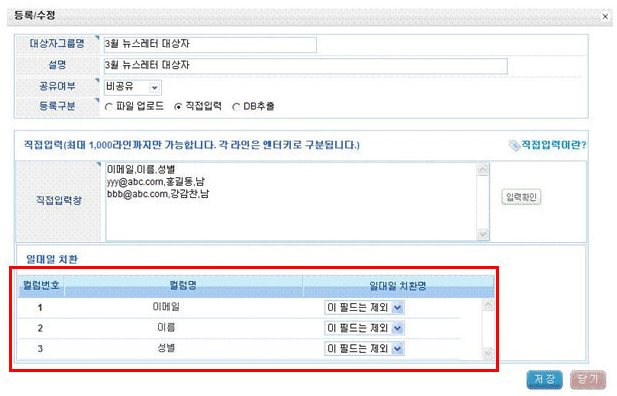 등록/수정
대상자그룹명 3월 뉴스레터 대상자
설명 3월 뉴스레터 대상자
공유여부 비공유
등록구분 파일 업로드 직접입력 DB추출
직접입력(최대 1,000라인까지만 가능합니다. 각 라인은 엔터키로 구분됩니다.) 직접입력이란?
이메일,이름,성별
yyy@abc.com,홍길동,남
bbb@abc.com,강감찬,남
직접입력창 입력확인
일대일 치환
컬럼번호 컬럼명 일대일 치환명
1 이메일 이 필드는 제외
2 이름 이 필드는 제외
3 성별 이 필드는 제외
저장 닫기